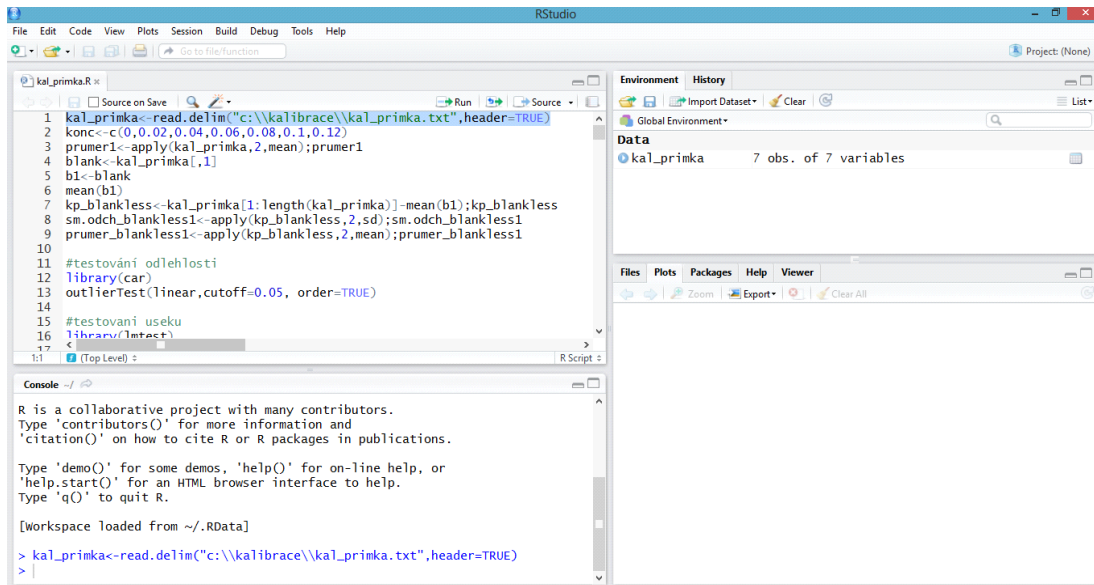 RStudio
File Edit Code View Plots Session Build Debug Tools Help
Go to file/function
Project: (None)
kal_primka.R
Source on Save
Run
Source
1 kal_primka<-read.delim("c:\\kalibrace\\kal_primka.txt",header=TRUE)
2 konc<-c(0,0.02,0.04,0.06,0.08,0.1,0.12)
3 prumer1<-apply(kal_primka,2,mean);prumer1
4 blank<-kal_primka[,1]
5 b1<-blank
6 mean(b1)
7 kp_blankless<-kal_primka[1:length(kal_primka)]-mean(b1);kp_blankless
8 sm.odch_blankless1<-apply(kp_blankless,2,sd);sm.odch_blankless1
9 prumer_blankless1<-apply(kp_blankless,2,mean);prumer_blankless1
10
11 #testování odlehlosti
12 library(car)
13 outlierTest(linear,cutoff=0.05, order=TRUE)
14
15 #testovani useku
16 library(lmtest)
17
1:1 (Top Level) R Script
Console ~/
R is a collaborative project with many contributors.
Type 'contributors()' for more information and
'citation()' on how to cite R or R packages in publications.
Type 'demo()' for some demos, 'help()' for on-line help, or
'help.start()' for an HTML browser interface to help.
Type 'q()' to quit R.
[Workspace loaded from ~/.RData]
> kal_primka<-read.delim("c:\\kalibrace\\kal_primka.txt",header=TRUE)
>
Environment History
Import Dataset Clear List
Global Environment
Data
kal_primka 7 obs. of 7 variables
Files Plots Packages Help Viewer
Zoom Export Clear All